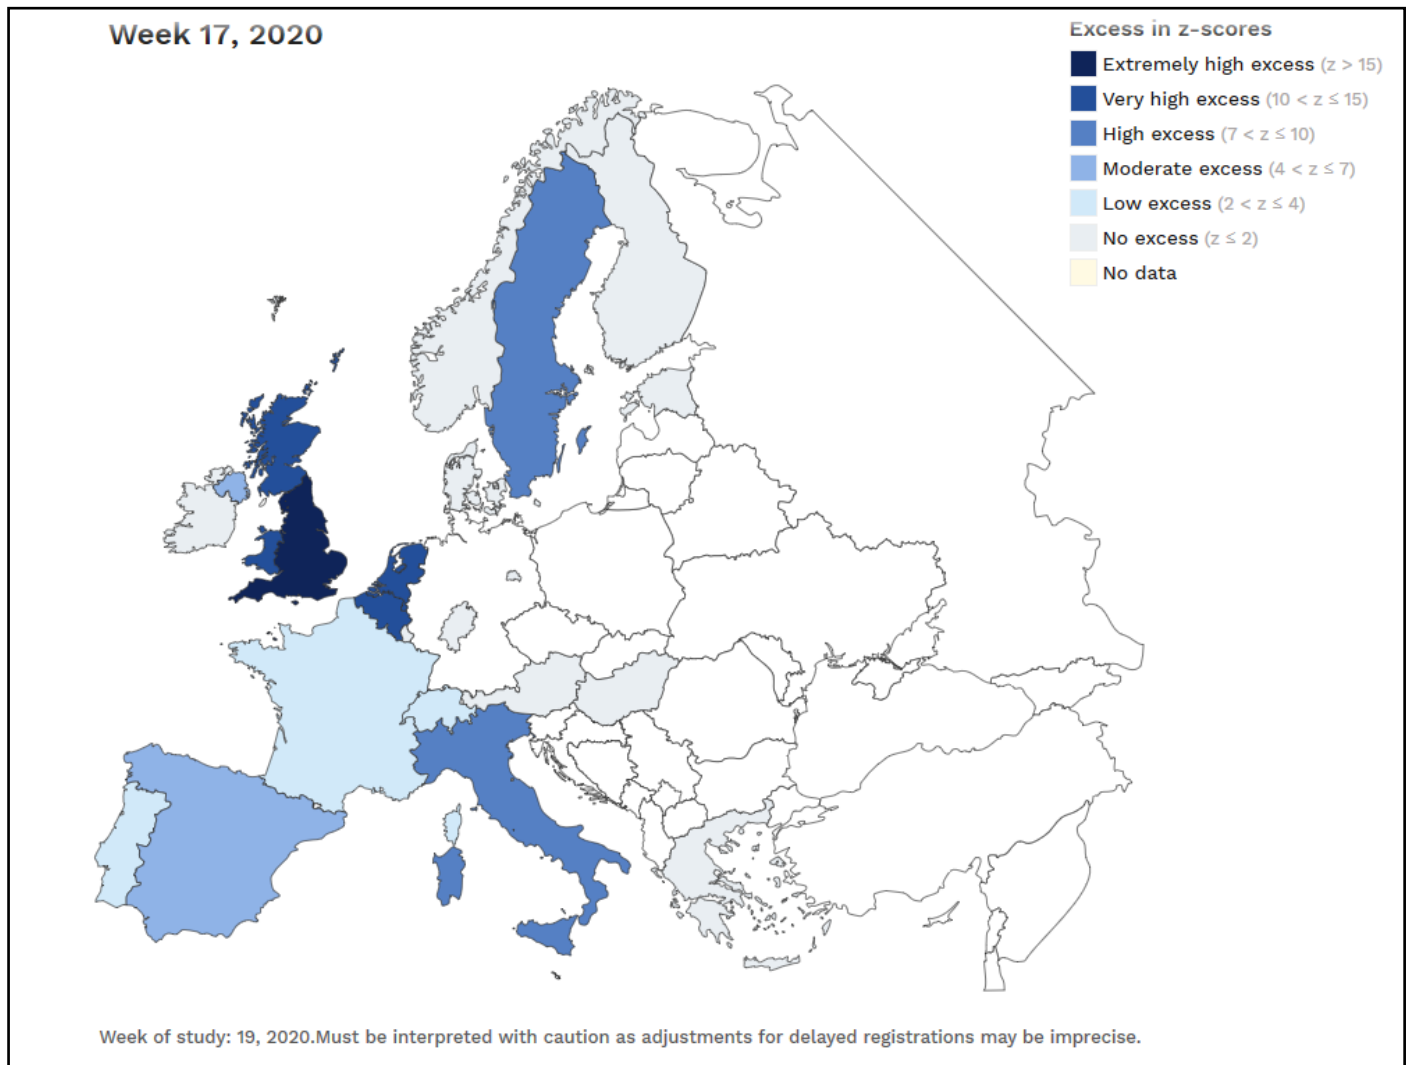 Week 17, 2020
Excess in z-scores
Extremely high excess (z > 15)
Very high excess (10 < z ≤ 15)
High excess (7 < z ≤ 10)
Moderate excess (4 < z ≤ 7)
Low excess (2 < z ≤ 4)
No excess (z ≤ 2)
No data
Week of study: 19, 2020.Must be interpreted with caution as adjustments for delayed registrations may be imprecise.